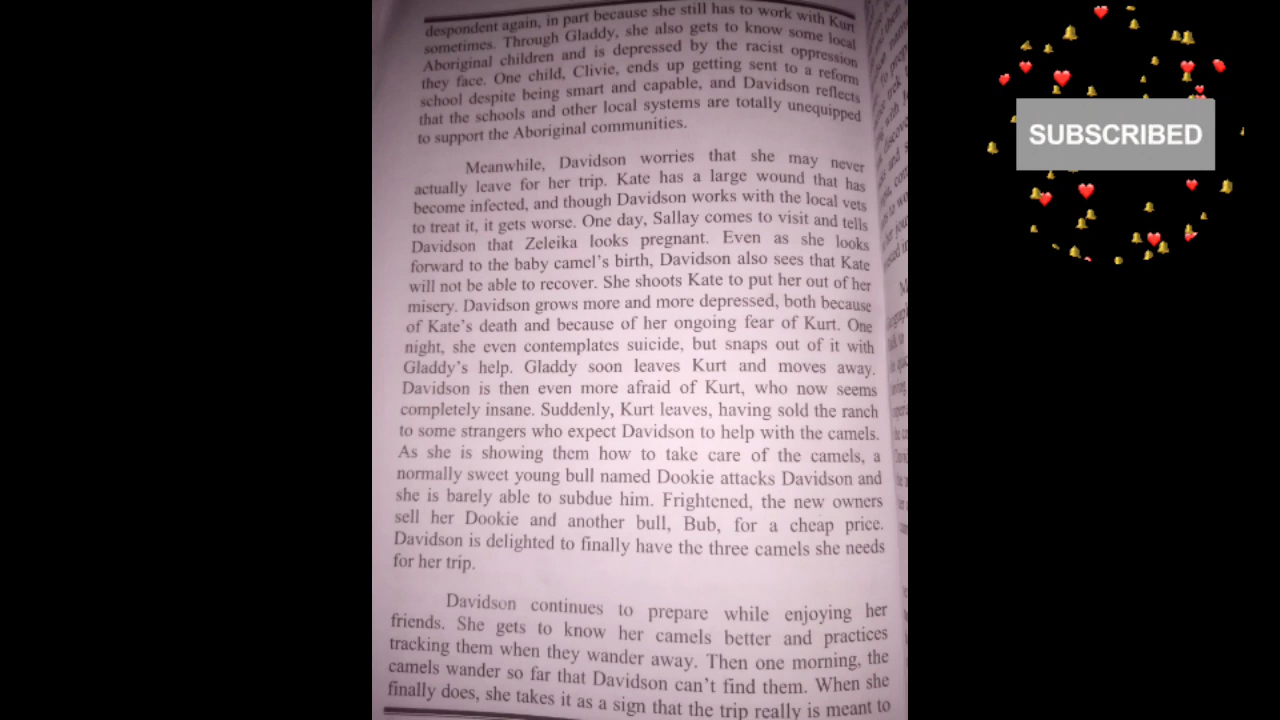 despondent again, in part because she still has to work with Kurt
sometimes. Through Gladdy, she also gets to know some local
Aboriginal children and is depressed by the racist oppression
they face. One child, Clivie, ends up getting sent to a reform
school despite being smart and capable, and Davidson reflects
that the schools and other local systems are totally unequipped
to support the Aboriginal communities.
Meanwhile, Davidson worries that she may never
actually leave for her trip. Kate has a large wound that has
become infected, and though Davidson works with the local vets
to treat it, it gets worse. One day, Sallay comes to visit and tells
Davidson that Zeleika looks pregnant. Even as she looks
forward to the baby camel's birth, Davidson also sees that Kate
will not be able to recover. She shoots Kate to put her out of her
misery. Davidson grows more and more depressed, both because
of Kate's death and because of her ongoing fear of Kurt. One
night, she even contemplates suicide, but snaps out of it with
Gladdy's help. Gladdy soon leaves Kurt and moves away.
Davidson is then even more afraid of Kurt, who now seems
completely insane. Suddenly, Kurt leaves, having sold the ranch
to some strangers who expect Davidson to help with the camels.
As she is showing them how to take care of the camels, a
normally sweet young bull named Dookie attacks Davidson and
she is barely able to subdue him. Frightened, the new owners
sell her Dookie and another bull, Bub, for a cheap price.
Davidson is delighted to finally have the three camels she needs
for her trip.
Davidson continues to prepare while enjoying her
friends. She gets to know her camels better and practices
tracking them when they wander away. Then one morning, the
camels wander so far that Davidson can't find them. When she
finally does, she takes it as a sign that the trip really is meant to
SUBSCRIBED